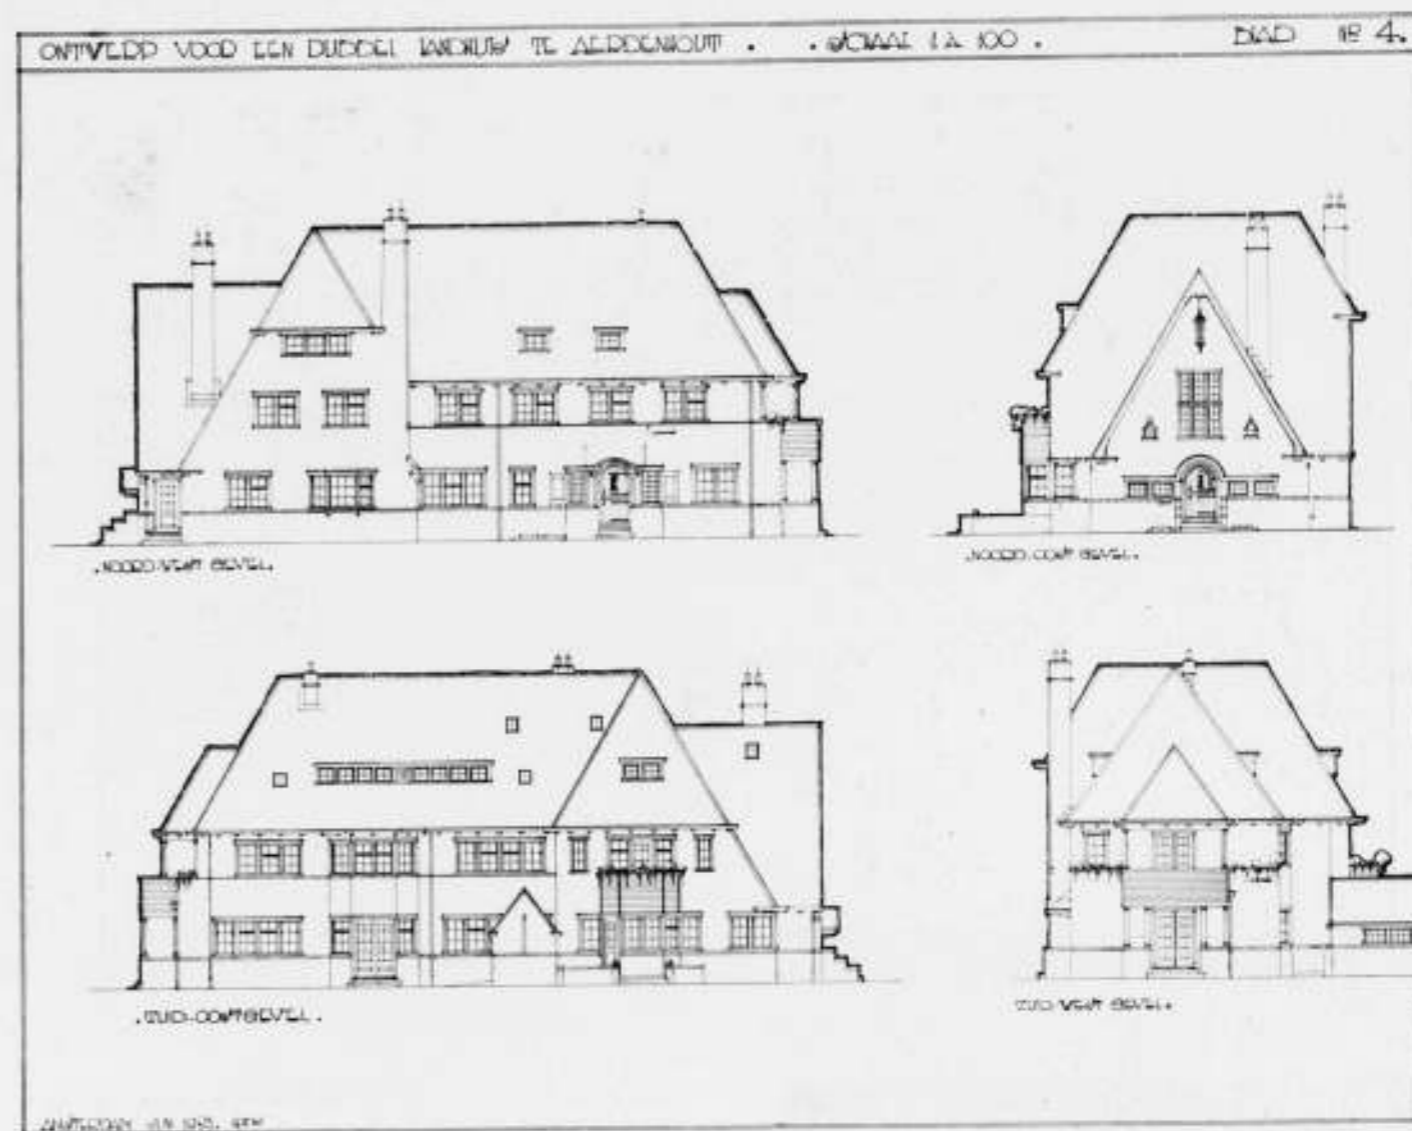 ONTWERP VOOR EEN DUBBEL LANDHUIS TE AERDENHOUT . . SCHAAL 1 À 100 . BLAD Nº 4.
. NOORD-WEST GEVEL .
. NOORD-OOST GEVEL .
. ZUID-OOST GEVEL .
ZUID-WEST GEVEL .
AMSTERDAM